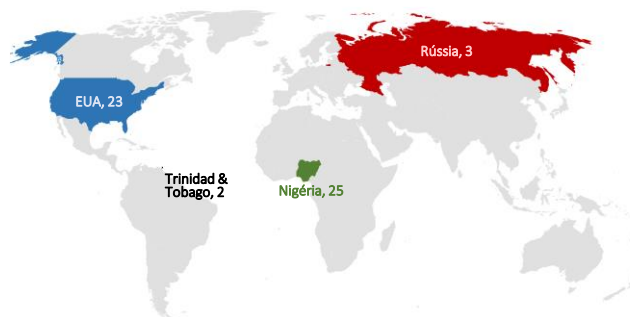 Rússia, 3
EUA, 23
Trinidad &
Tobago, 2
Nigéria, 25